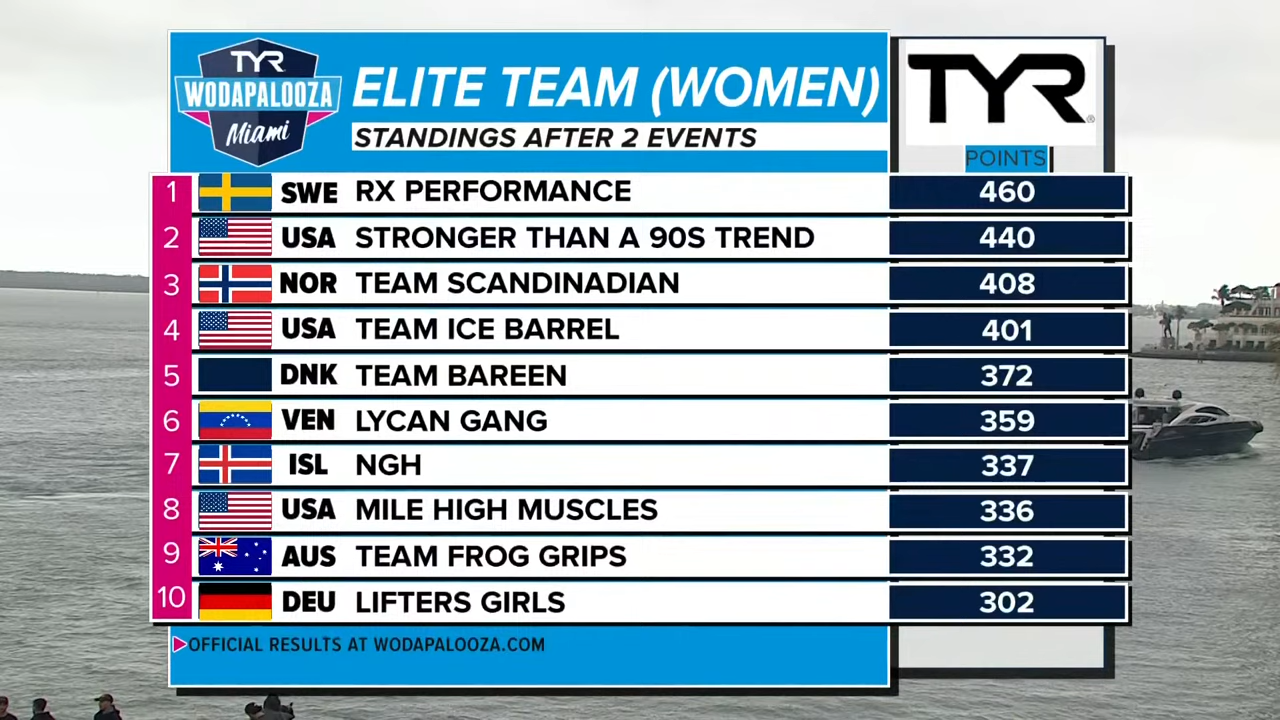 TYR
WODAPALOOZA
Miami
ELITE TEAM (WOMEN)
STANDINGS AFTER 2 EVENTS
TYR®
POINTS
1 SWE RX PERFORMANCE 460
2 USA STRONGER THAN A 90S TREND 440
3 NOR TEAM SCANDINADIAN 408
4 USA TEAM ICE BARREL 401
5 DNK TEAM BAREEN 372
6 VEN LYCAN GANG 359
7 ISL NGH 337
8 USA MILE HIGH MUSCLES 336
9 AUS TEAM FROG GRIPS 332
10 DEU LIFTERS GIRLS 302
OFFICIAL RESULTS AT WODAPALOOZA.COM